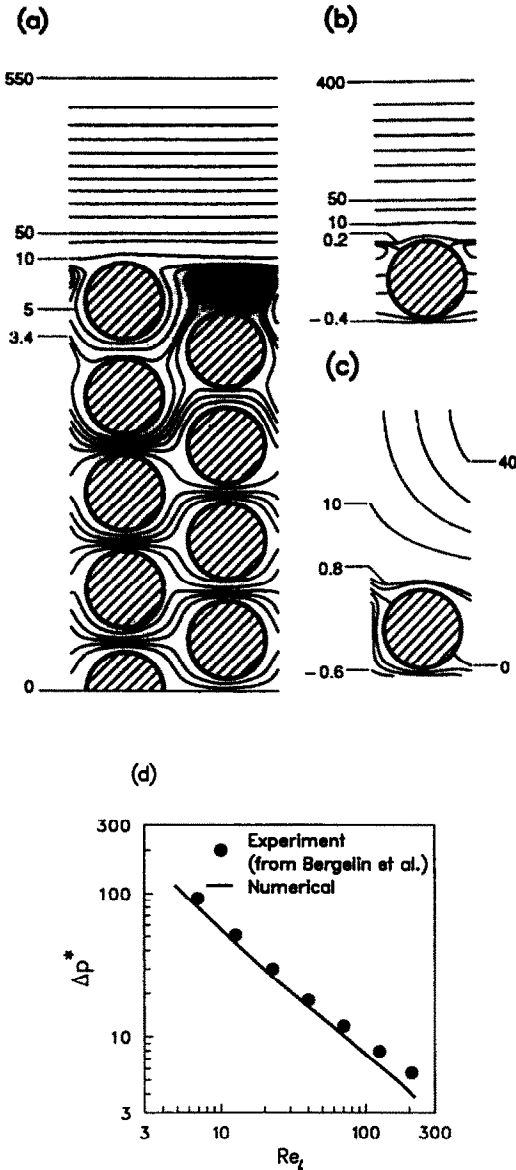 (a)
550
50
10
5
3.4
0
(b)
400
50
10
0.2
-0.4
(c)
40
10
0.8
-0.6
0
(d)
300
100
10
3
Δp*
● Experiment
(from Bergelin et al.)
— Numerical
3 10 100 300
Reℓ